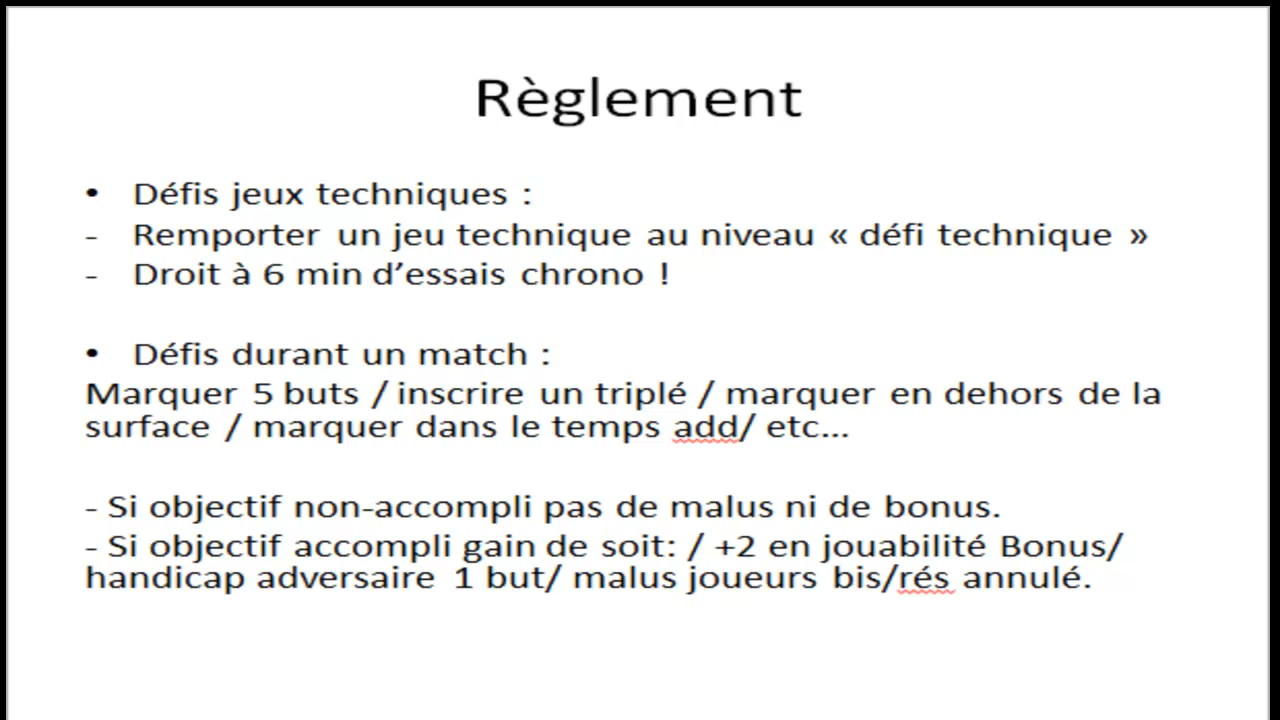 Règlement
• Défis jeux techniques :
- Remporter un jeu technique au niveau « défi technique »
- Droit à 6 min d’essais chrono !
• Défis durant un match :
Marquer 5 buts / inscrire un triplé / marquer en dehors de la
surface / marquer dans le temps add/ etc...
- Si objectif non-accompli pas de malus ni de bonus.
- Si objectif accompli gain de soit: / +2 en jouabilité Bonus/
handicap adversaire 1 but/ malus joueurs bis/rés annulé.